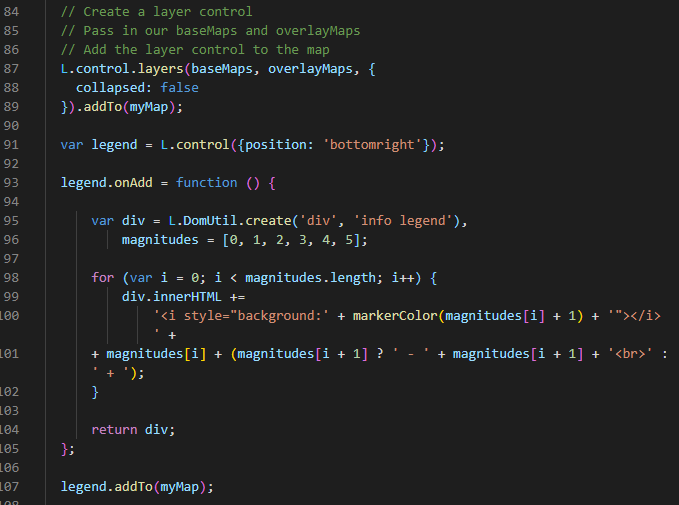 84 // Create a layer control
85 // Pass in our baseMaps and overlayMaps
86 // Add the layer control to the map
87 L.control.layers(baseMaps, overlayMaps, {
88 collapsed: false
89 }).addTo(myMap);
90
91 var legend = L.control({position: 'bottomright'});
92
93 legend.onAdd = function () {
94
95 var div = L.DomUtil.create('div', 'info legend'),
96 magnitudes = [0, 1, 2, 3, 4, 5];
97
98 for (var i = 0; i < magnitudes.length; i++) {
99 div.innerHTML +=
100 '<i style="background:' + markerColor(magnitudes[i] + 1) + '"></i>
' +
101 + magnitudes[i] + (magnitudes[i + 1] ? ' - ' + magnitudes[i + 1] + '<br>' :
' + ');
102 }
103
104 return div;
105 };
106
107 legend.addTo(myMap);